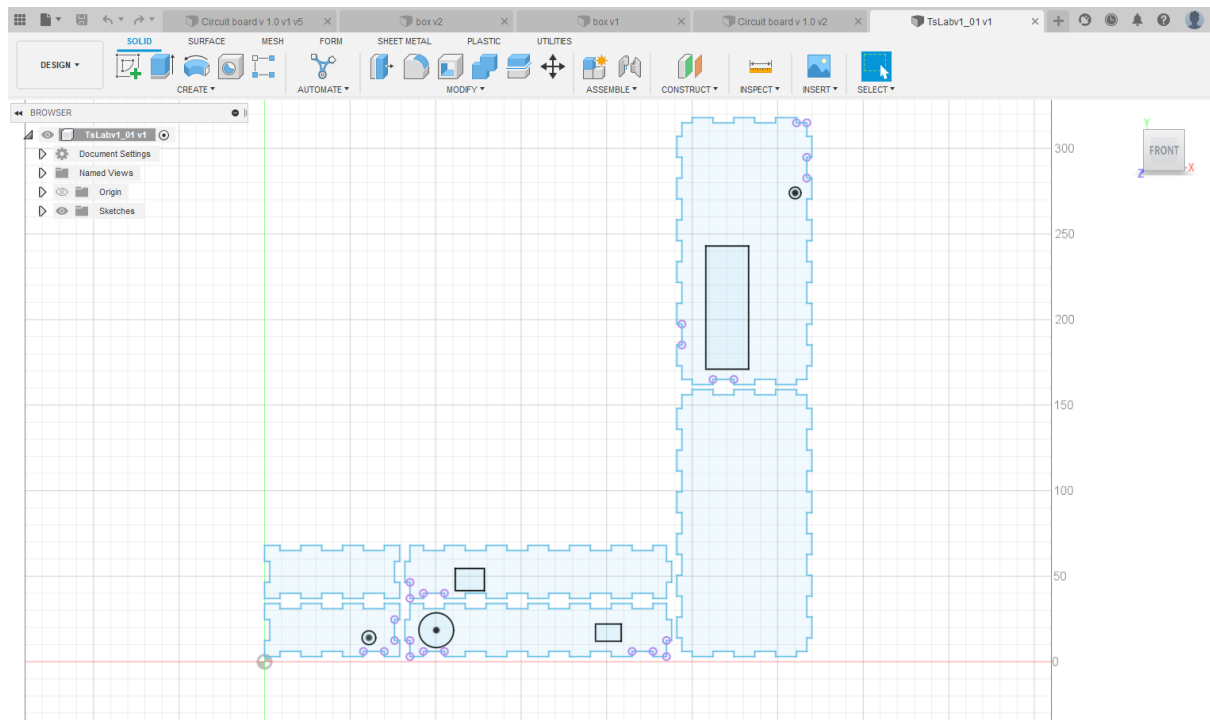 Circuit board v 1.0 v1 v5 × box v2 × box v1 × Circuit board v 1.0 v2 × TsLabv1_01 v1 × +
SOLID SURFACE MESH FORM SHEET METAL PLASTIC UTILITIES
DESIGN
CREATE AUTOMATE MODIFY ASSEMBLE CONSTRUCT INSPECT INSERT SELECT
BROWSER
TsLabv1_01 v1
Document Settings
Named Views
Origin
Sketches
Y
FRONT
X
Z
300
250
200
150
100
50
0